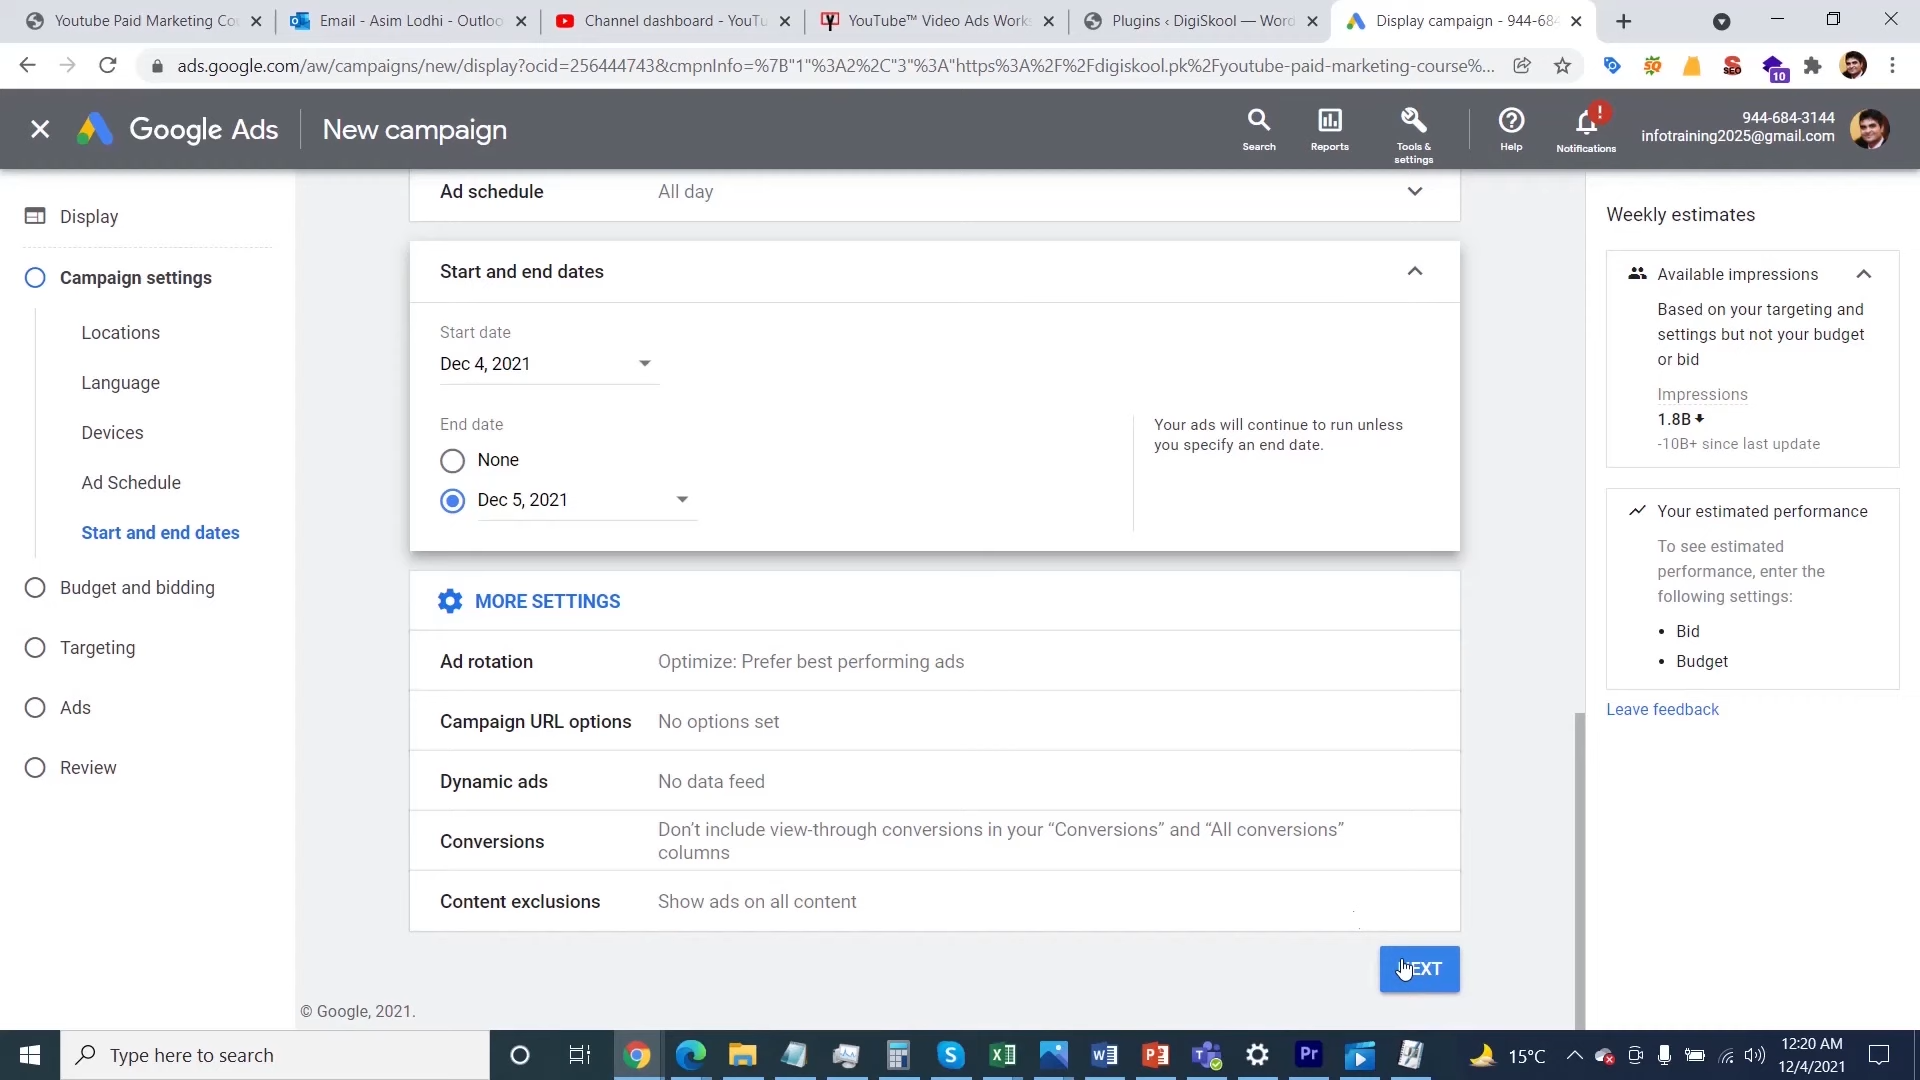 Youtube Paid Marketing Co
Email - Asim Lodhi - Outloo
Channel dashboard - YouTu
YouTube™ Video Ads Works
Plugins ‹ DigiSkool — Word
Display campaign - 944-684
ads.google.com/aw/campaigns/new/display?ocid=256444743&cmpnInfo=%7B"1"%3A2%2C"3"%3A"https%3A%2F%2Fdigiskool.pk%2Fyoutube-paid-marketing-course%...
SEO
10
Google Ads
New campaign
Search
Reports
Tools &
settings
Help
!
Notifications
944-684-3144
infotraining2025@gmail.com
Display
Campaign settings
Locations
Language
Devices
Ad Schedule
Start and end dates
Budget and bidding
Targeting
Ads
Review
Ad schedule All day
Start and end dates
Start date
Dec 4, 2021
End date
None
Dec 5, 2021
Your ads will continue to run unless
you specify an end date.
MORE SETTINGS
Ad rotation Optimize: Prefer best performing ads
Campaign URL options No options set
Dynamic ads No data feed
Conversions Don’t include view-through conversions in your “Conversions” and “All conversions”
columns
Content exclusions Show ads on all content
EXT
© Google, 2021.
Weekly estimates
Available impressions
Based on your targeting and
settings but not your budget
or bid
Impressions
1.8B
-10B+ since last update
Your estimated performance
To see estimated
performance, enter the
following settings:
• Bid
• Budget
Leave feedback
Type here to search
Pr
15°C
12:20 AM
12/4/2021